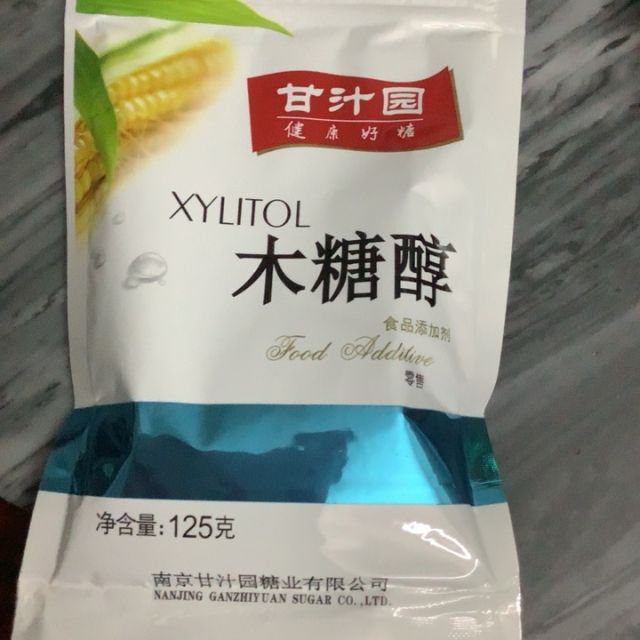 甘汁园
健康好糖
XYLITOL
木糖醇
食品添加剂
Food Additive
零售
净含量:125克
南京甘汁园糖业有限公司
NANJING GANZHIYUAN SUGAR CO.,LTD.